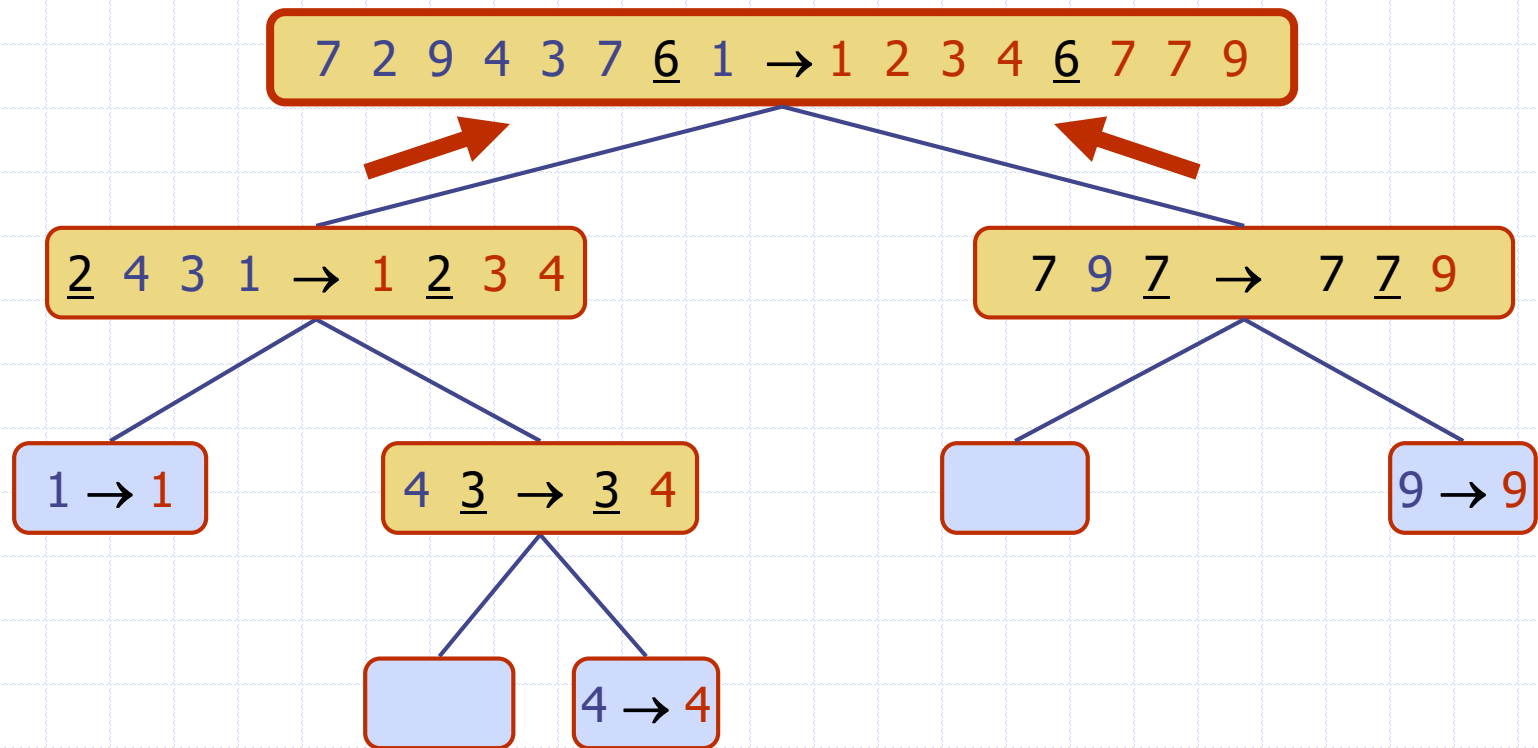 7 2 9 4 3 7 6 1 → 1 2 3 4 6 7 7 9
2 4 3 1 → 1 2 3 4
7 9 7 → 7 7 9
1 → 1
4 3 → 3 4
9 → 9
4 → 4